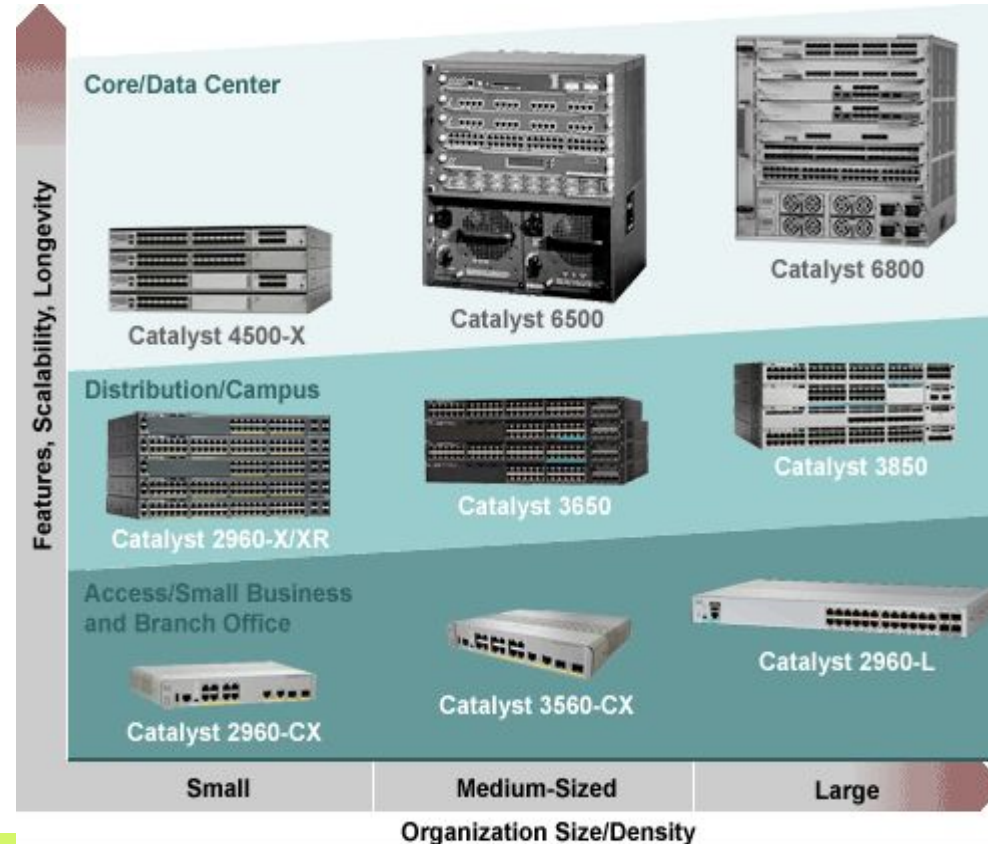 Core/Data Center
Catalyst 4500-X
Catalyst 6500
Catalyst 6800
Distribution/Campus
Catalyst 2960-X/XR
Catalyst 3650
Catalyst 3850
Access/Small Business
and Branch Office
Catalyst 2960-CX
Catalyst 3560-CX
Catalyst 2960-L
Features, Scalability, Longevity
Small
Medium-Sized
Large
Organization Size/Density